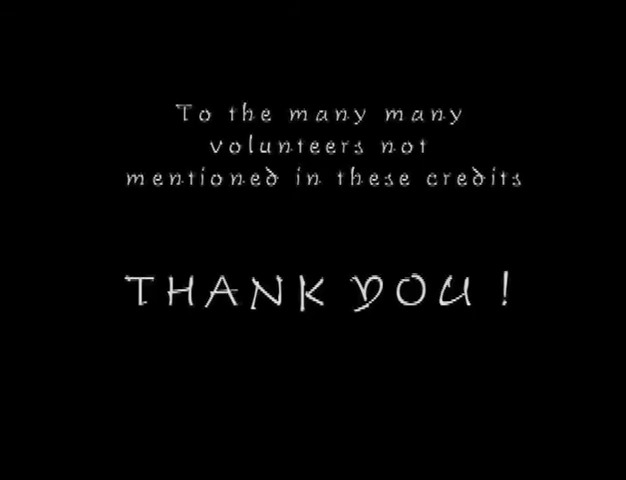 To the many many
volunteers not
mentioned in these credits
THANK YOU !